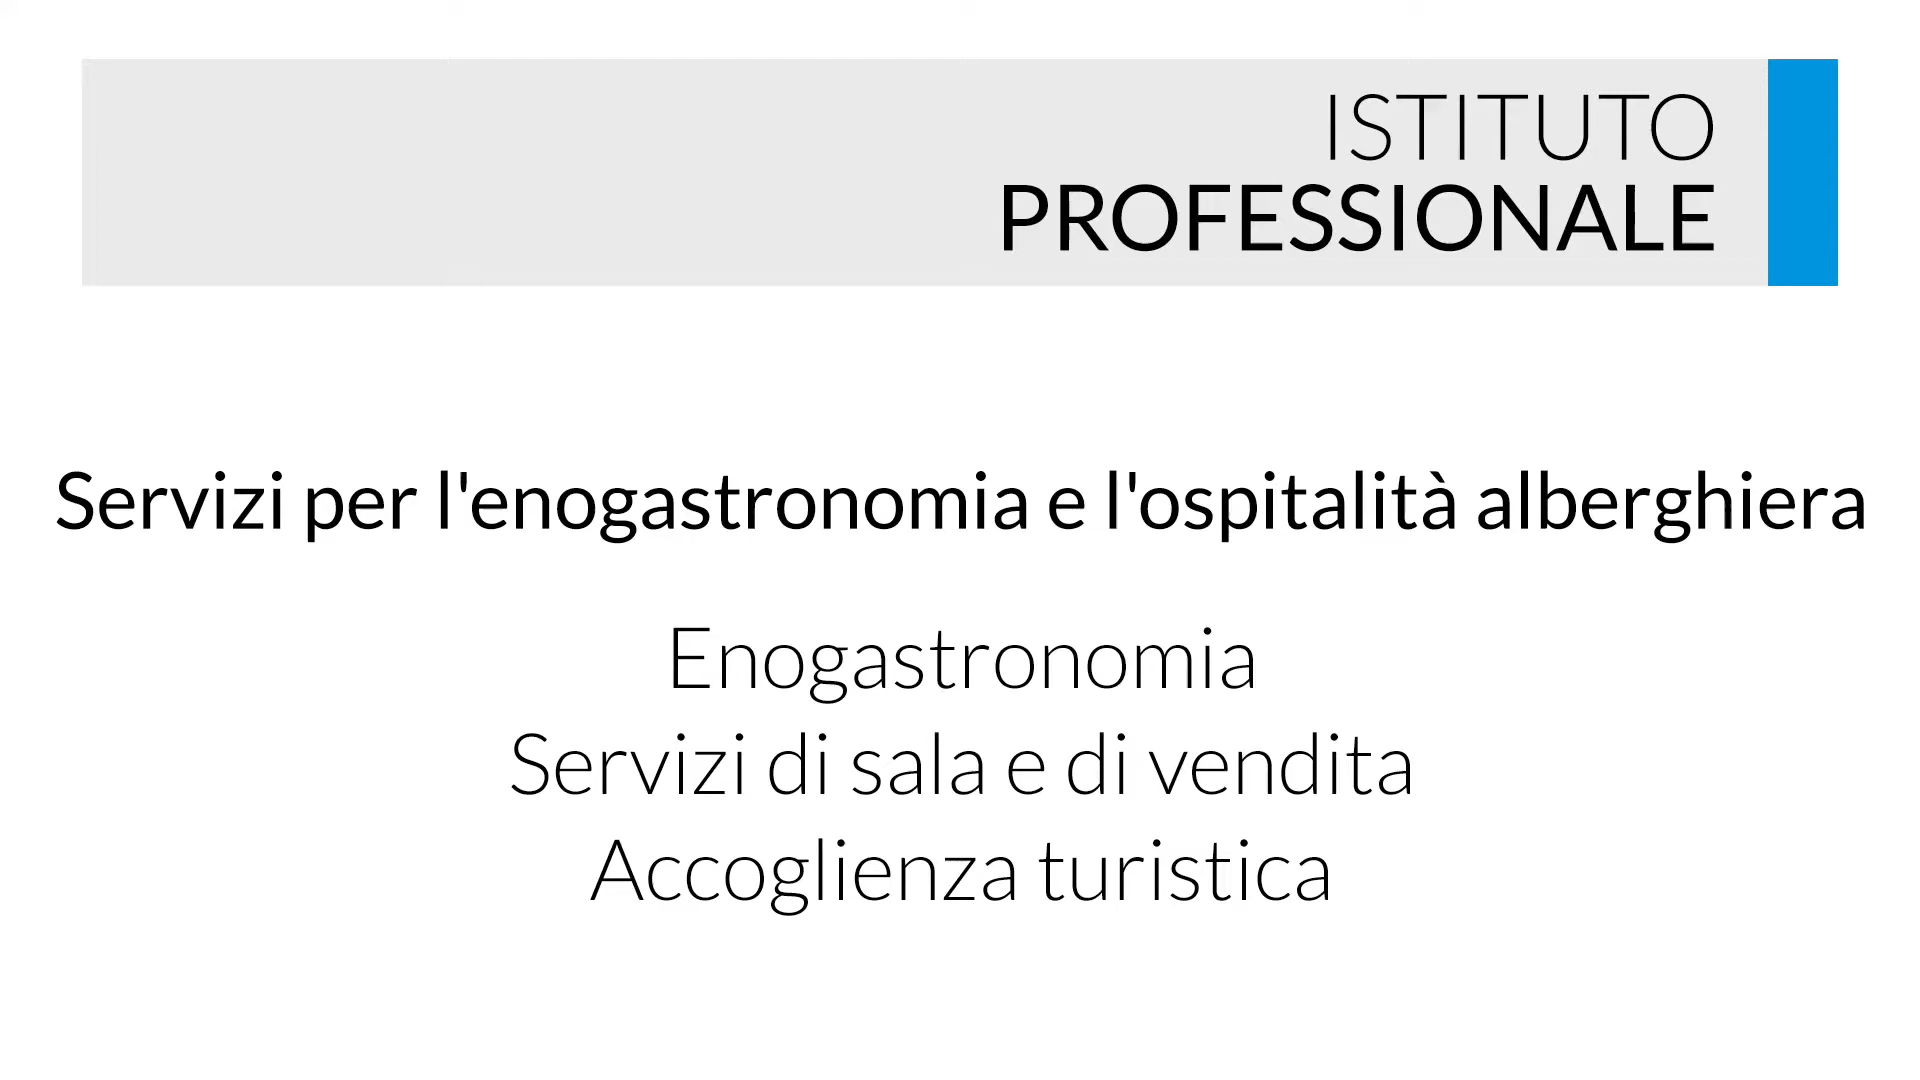 ISTITUTO
PROFESSIONALE
Servizi per l'enogastronomia e l'ospitalità alberghiera
Enogastronomia
Servizi di sala e di vendita
Accoglienza turistica